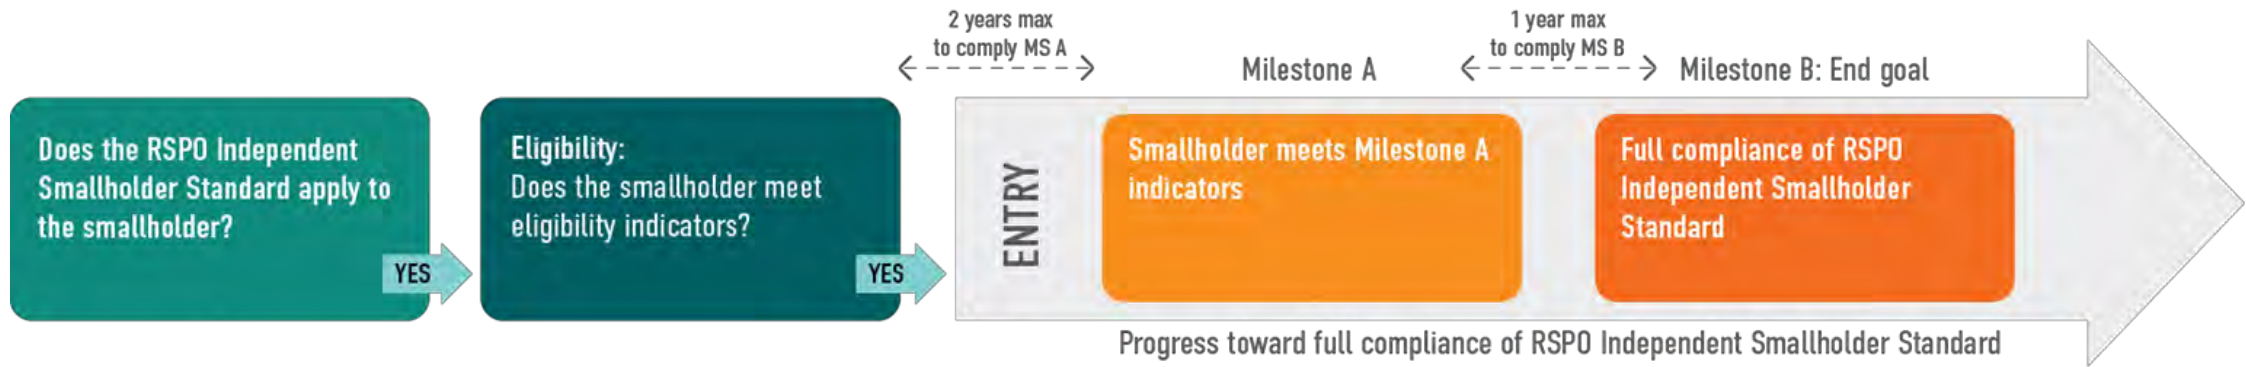 2 years max
to comply MS A
1 year max
to comply MS B
Milestone A
Milestone B: End goal
Does the RSPO Independent
Smallholder Standard apply to
the smallholder?
YES
Eligibility:
Does the smallholder meet
eligibility indicators?
YES
ENTRY
Smallholder meets Milestone A
indicators
Full compliance of RSPO
Independent Smallholder
Standard
Progress toward full compliance of RSPO Independent Smallholder Standard